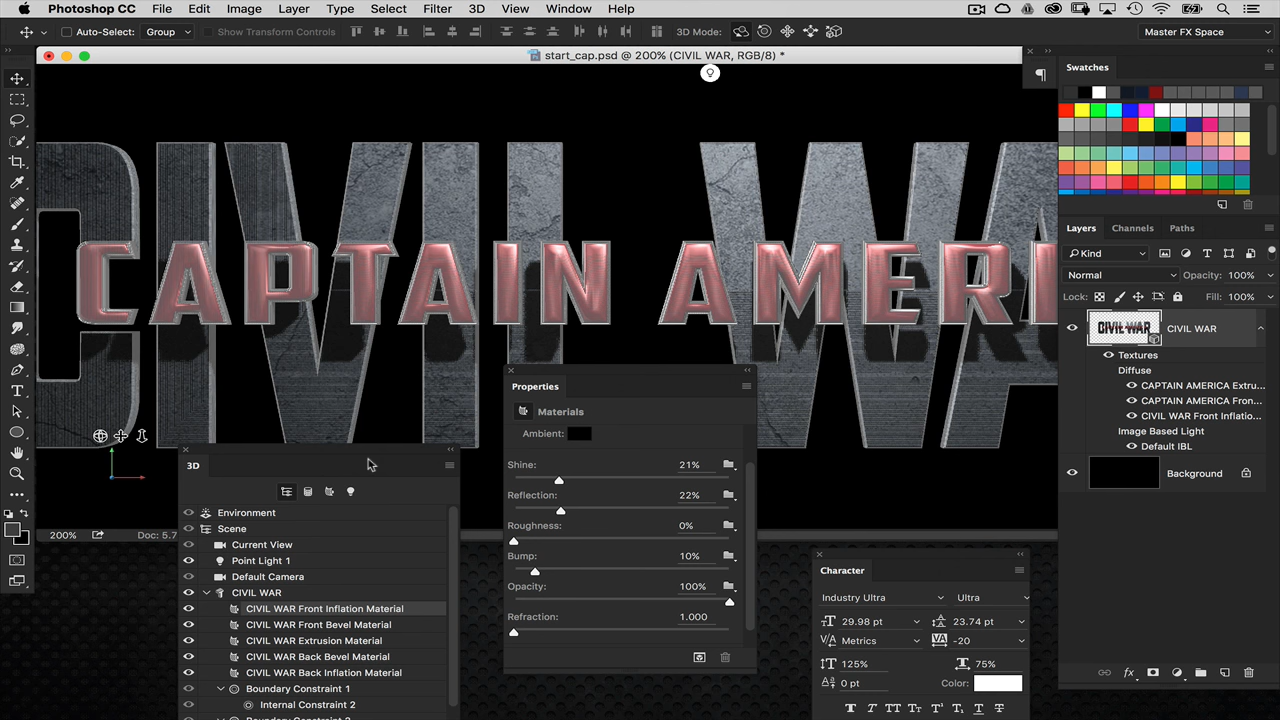 Photoshop CC File Edit Image Layer Type Select Filter 3D View Window Help
Auto-Select: Group Show Transform Controls 3D Mode: Master FX Space
start_cap.psd @ 200% (CIVIL WAR, RGB/8) *
CIVIL WA
CAPTAIN AMERI
200% Doc: 5.7
3D
Environment
Scene
Current View
Point Light 1
Default Camera
CIVIL WAR
CIVIL WAR Front Inflation Material
CIVIL WAR Front Bevel Material
CIVIL WAR Extrusion Material
CIVIL WAR Back Bevel Material
CIVIL WAR Back Inflation Material
Boundary Constraint 1
Internal Constraint 2
Properties
Materials
Ambient:
Shine: 21%
Reflection: 22%
Roughness: 0%
Bump: 10%
Opacity: 100%
Refraction: 1.000
Character
Industry Ultra Ultra
29.98 pt 23.74 pt
Metrics -20
125% 75%
0 pt Color:
Swatches
Layers Channels Paths
Kind
Normal Opacity: 100%
Lock: Fill: 100%
CIVIL WAR CIVIL WAR
Textures
Diffuse
CAPTAIN AMERICA Extru...
CAPTAIN AMERICA Fron...
CIVIL WAR Front Inflatio...
Image Based Light
Default IBL
Background